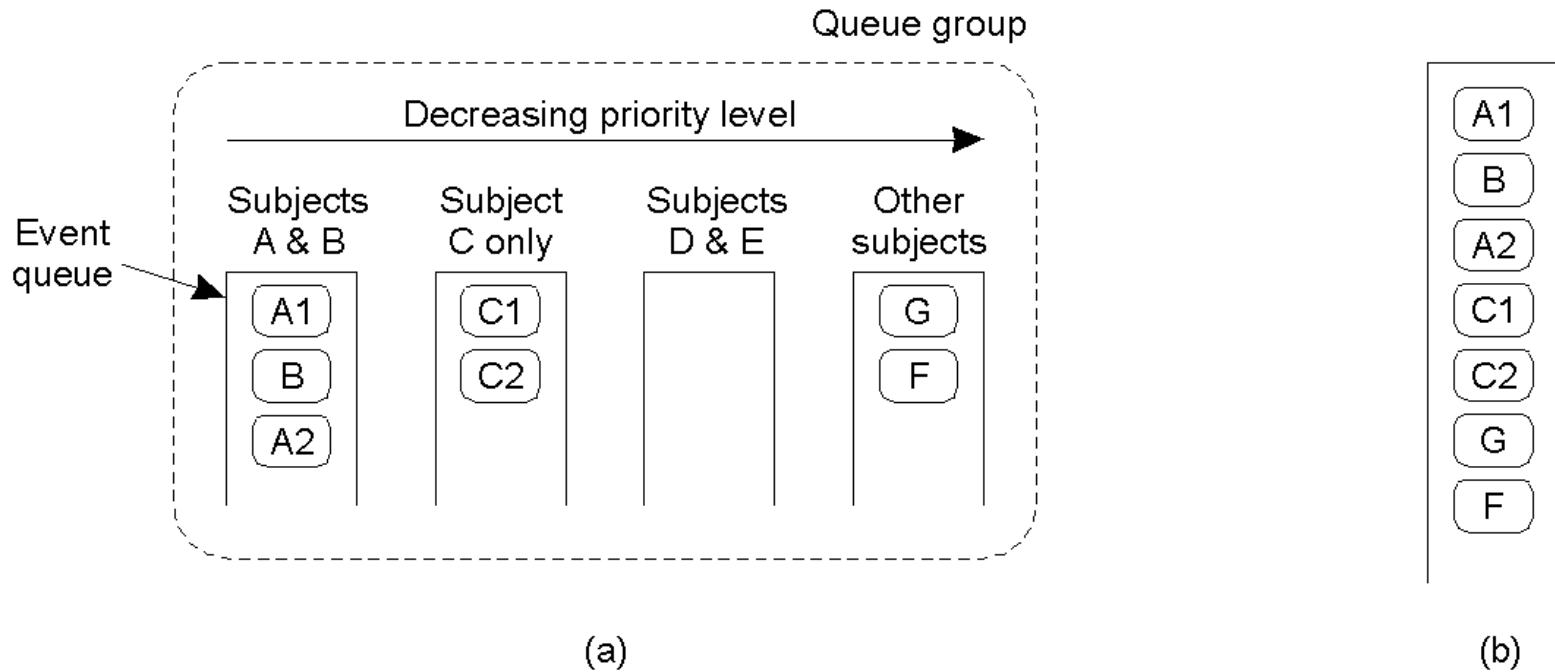 Queue group
Decreasing priority level
Event
queue
Subjects
A & B
Subject
C only
Subjects
D & E
Other
subjects
A1
B
A2
C1
C2
G
F
(a)
A1
B
A2
C1
C2
G
F
(b)